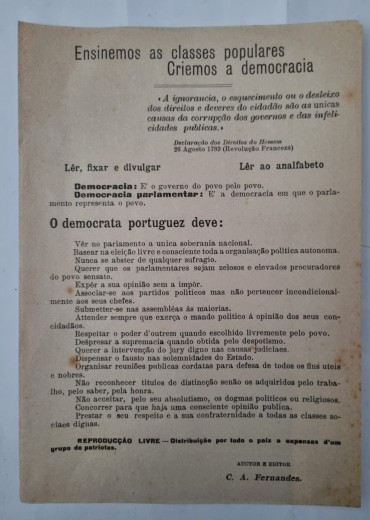 Ensinemos as classes populares
Criemos a democracia
«A ignorancia, o esquecimento ou o desleixo
dos direitos e deveres do cidadão são as unicas
causas da corrupção dos governos e das infeli-
cidades publicas.»
Declaração dos Direitos do Homem
26 Agosto 1789 (Revolução Franceza)
Lêr, fixar e divulgar
Lêr ao analfabeto
Democracia: E' o governo do povo pelo povo.
Democracia parlamentar: E' a democracia em que o parla-
mento representa o povo.
O democrata portuguez deve:
Vêr no parlamento a unica soberania nacional.
Basear na eleição livre e consciente toda a organisação politica autonoma.
Nunca se abster de qualquer sufragio.
Querer que os parlamentares sejam zelosos e elevados procuradores
do povo sensato.
Expôr a sua opinião sem a impôr.
Associar-se aos partidos politicos mas não pertencer incondicional-
mente aos seus chefes.
Submetter-se nas assembléas ás maiorias.
Attender sempre que exerça o mando politico á opinião dos seus con-
cidadãos.
Respeitar o poder d'outrem quando escolhido livremente pelo povo.
Despresar a supremacia quando obtida pelo despotismo.
Querer a intervenção do jury digno nas causas judiciaes.
Dispensar o fausto nas solemnidades do Estado.
Organisar reuniões publicas cordatas para defesa de todos os fins uteis
e nobres.
Não reconhecer titulos de distincção senão os adquiridos pelo traba-
lho, pelo saber, pela honra.
Não acceitar, pelo seu absolutismo, os dogmas politicos ou religiosos.
Concorrer para que haja uma consciente opinião publica.
Prestar o seu respeito e a sua confraternidade a todas as classes so-
ciaes dignas.
REPRODUCÇÃO LIVRE — Distribuição por todo o paiz a expensas d'um
grupo de patriotas.
AUCTOR E EDITOR
C. A. Fernandes.